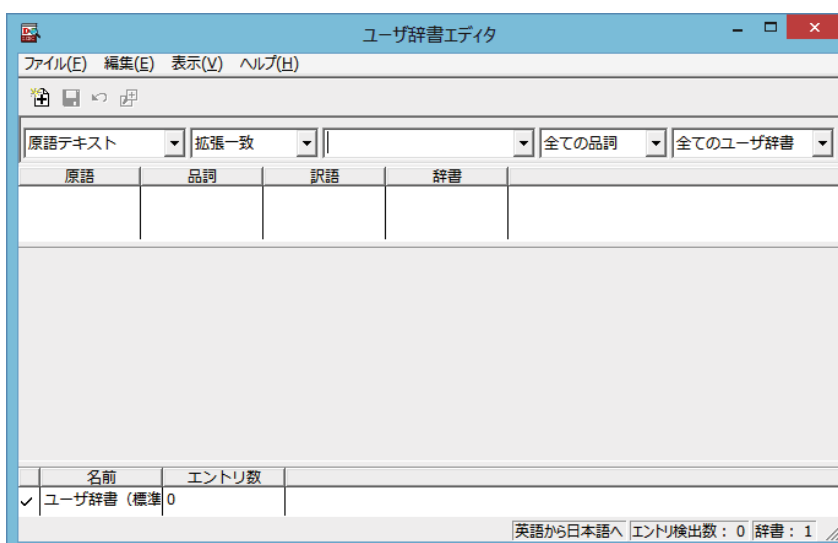 ユーザ辞書エディタ
ファイル(F) 編集(E) 表示(V) ヘルプ(H)
原語テキスト 拡張一致 全ての品詞 全てのユーザ辞書
原語 品詞 訳語 辞書
名前 エントリ数
ユーザ辞書（標準 0
英語から日本語へ エントリ検出数： 0 辞書： 1